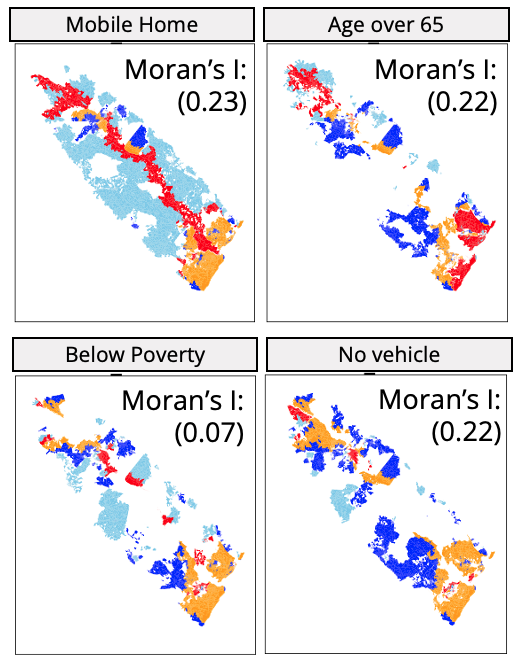 Mobile Home
Moran's I:
(0.23)
Age over 65
Moran's I:
(0.22)
Below Poverty
Moran's I:
(0.07)
No vehicle
Moran's I:
(0.22)